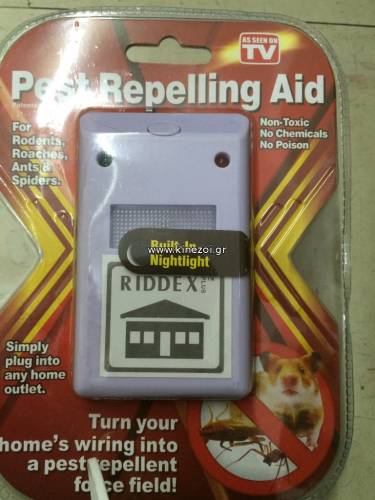 AS SEEN ON
TV
Pest Repelling Aid
For
Rodents,
Roaches,
Ants &
Spiders.
Non-Toxic
No Chemicals
No Poison
www.kinezoi.gr
Built-In
Nightlight
RIDDEX
PLUS
Simply
plug into
any home
outlet.
Turn your
home's wiring into
a pest repellent
force field!